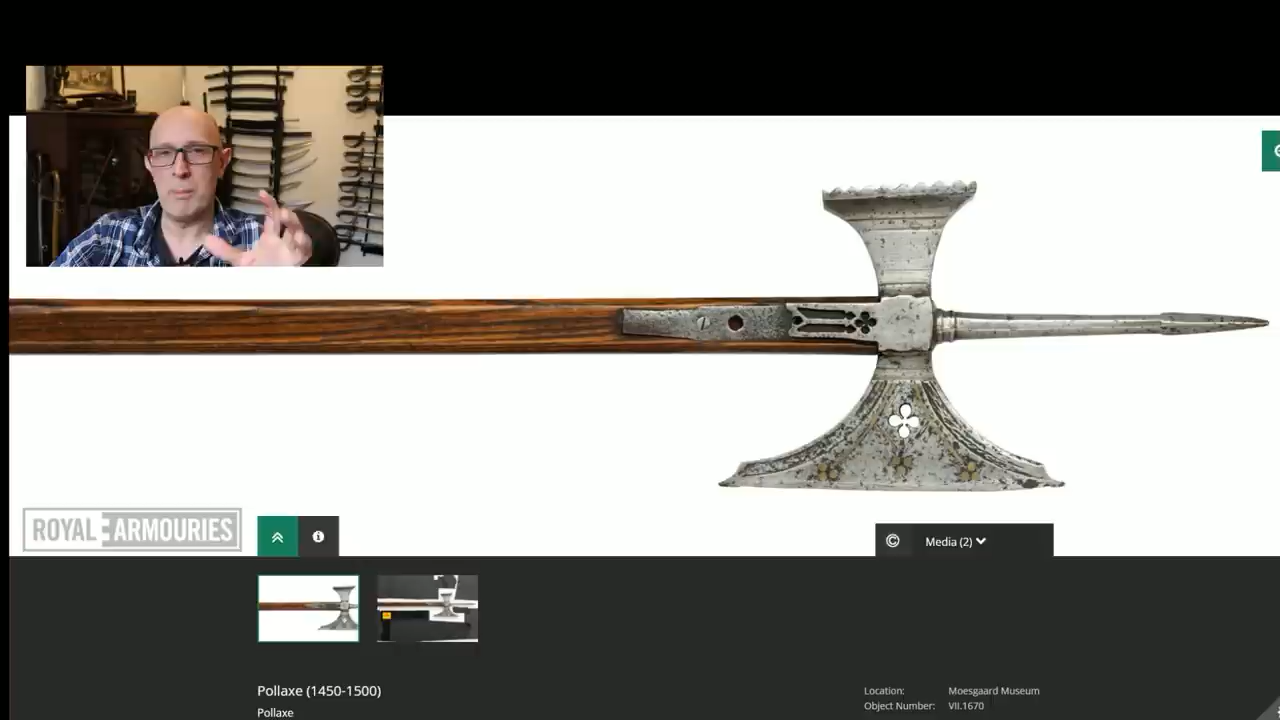 ROYAL ARMOURIES
Media (2)
Pollaxe (1450-1500)
Pollaxe
Location: Moesgaard Museum
Object Number: VII.1670